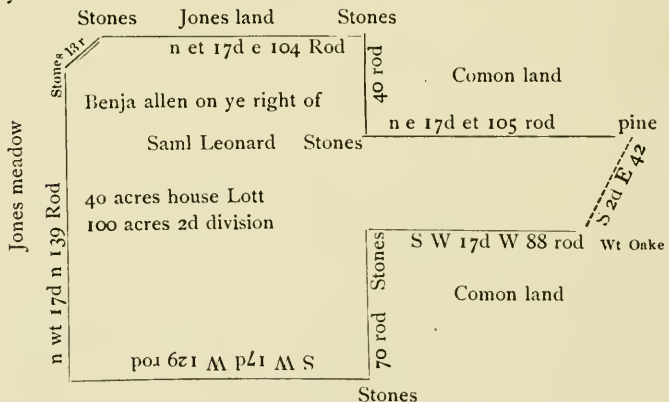 Stones Jones land Stones
13r
n et 17d e 104 Rod
Stones
40 rod
Comon land
Benja allen on ye right of
Saml Leonard Stones
n e 17d et 105 rod pine
S 2d E 42
Jones meadow
n wt 17d n 139 Rod
40 acres house Lott
100 acres 2d division
Stones
S W 17d W 88 rod Wt Oake
Comon land
70 rod
S W 17d W 129 rod
Stones